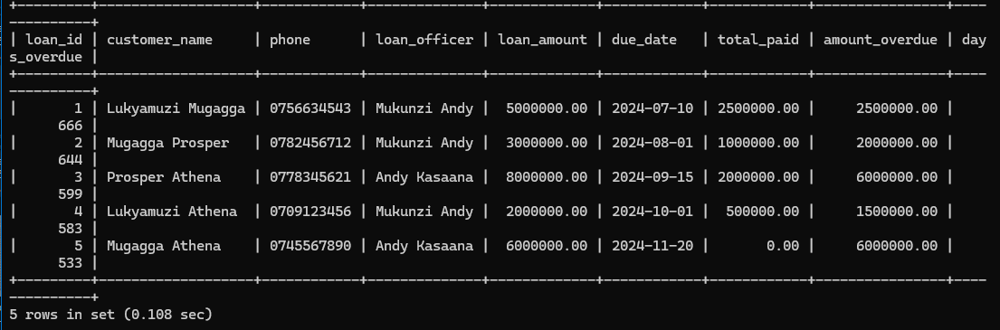 +---------+-------------------+------------+--------------+-------------+------------+------------+----------------+----
----------+
| loan_id | customer_name     | phone      | loan_officer | loan_amount | due_date   | total_paid | amount_overdue | day
s_overdue |
+---------+-------------------+------------+--------------+-------------+------------+------------+----------------+----
----------+
|       1 | Lukyamuzi Mugagga | 0756634543 | Mukunzi Andy |  5000000.00 | 2024-07-10 | 2500000.00 |     2500000.00 |
      666 |
|       2 | Mugagga Prosper   | 0782456712 | Mukunzi Andy |  3000000.00 | 2024-08-01 | 1000000.00 |     2000000.00 |
      644 |
|       3 | Prosper Athena    | 0778345621 | Andy Kasaana |  8000000.00 | 2024-09-15 | 2000000.00 |     6000000.00 |
      599 |
|       4 | Lukyamuzi Athena  | 0709123456 | Mukunzi Andy |  2000000.00 | 2024-10-01 |  500000.00 |     1500000.00 |
      583 |
|       5 | Mugagga Athena    | 0745567890 | Andy Kasaana |  6000000.00 | 2024-11-20 |       0.00 |     6000000.00 |
      533 |
+---------+-------------------+------------+--------------+-------------+------------+------------+----------------+----
----------+
5 rows in set (0.108 sec)